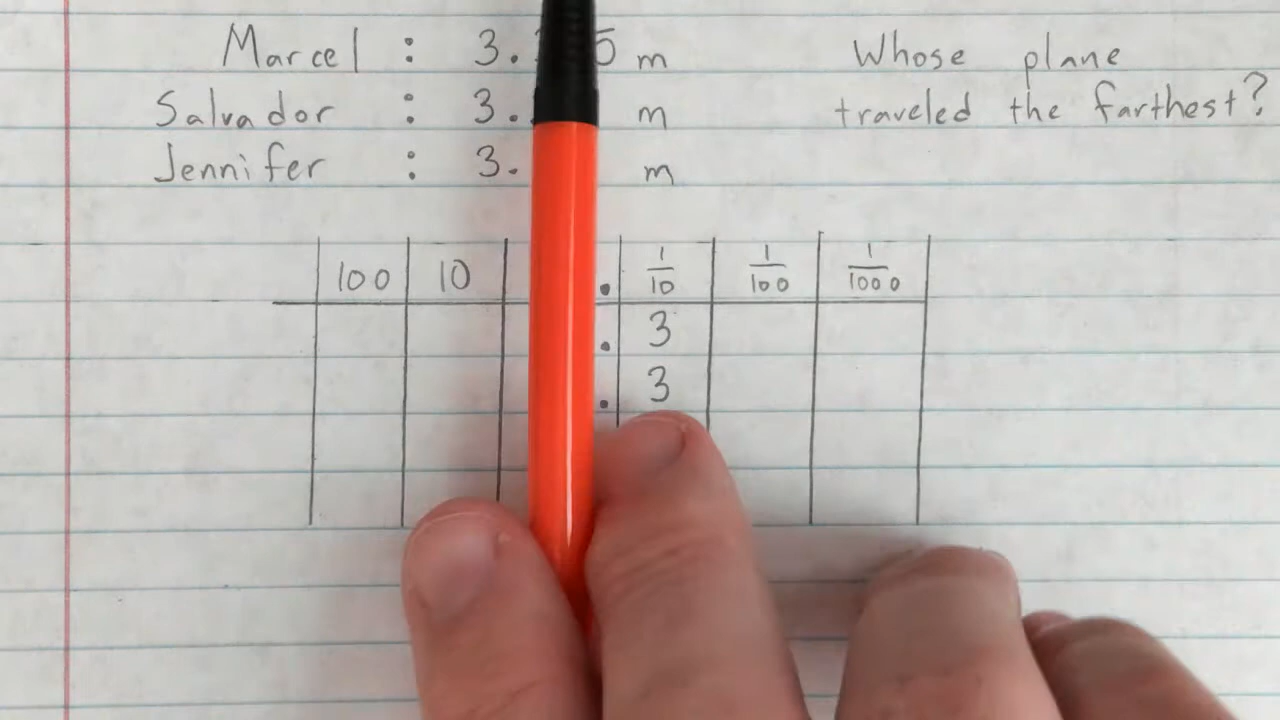 Marcel : 3. 5 m
Salvador : 3. m
Jennifer : 3. m
Whose plane
traveled the farthest?
100 10 . 1/10 1/100 1/1000
. 3
. 3